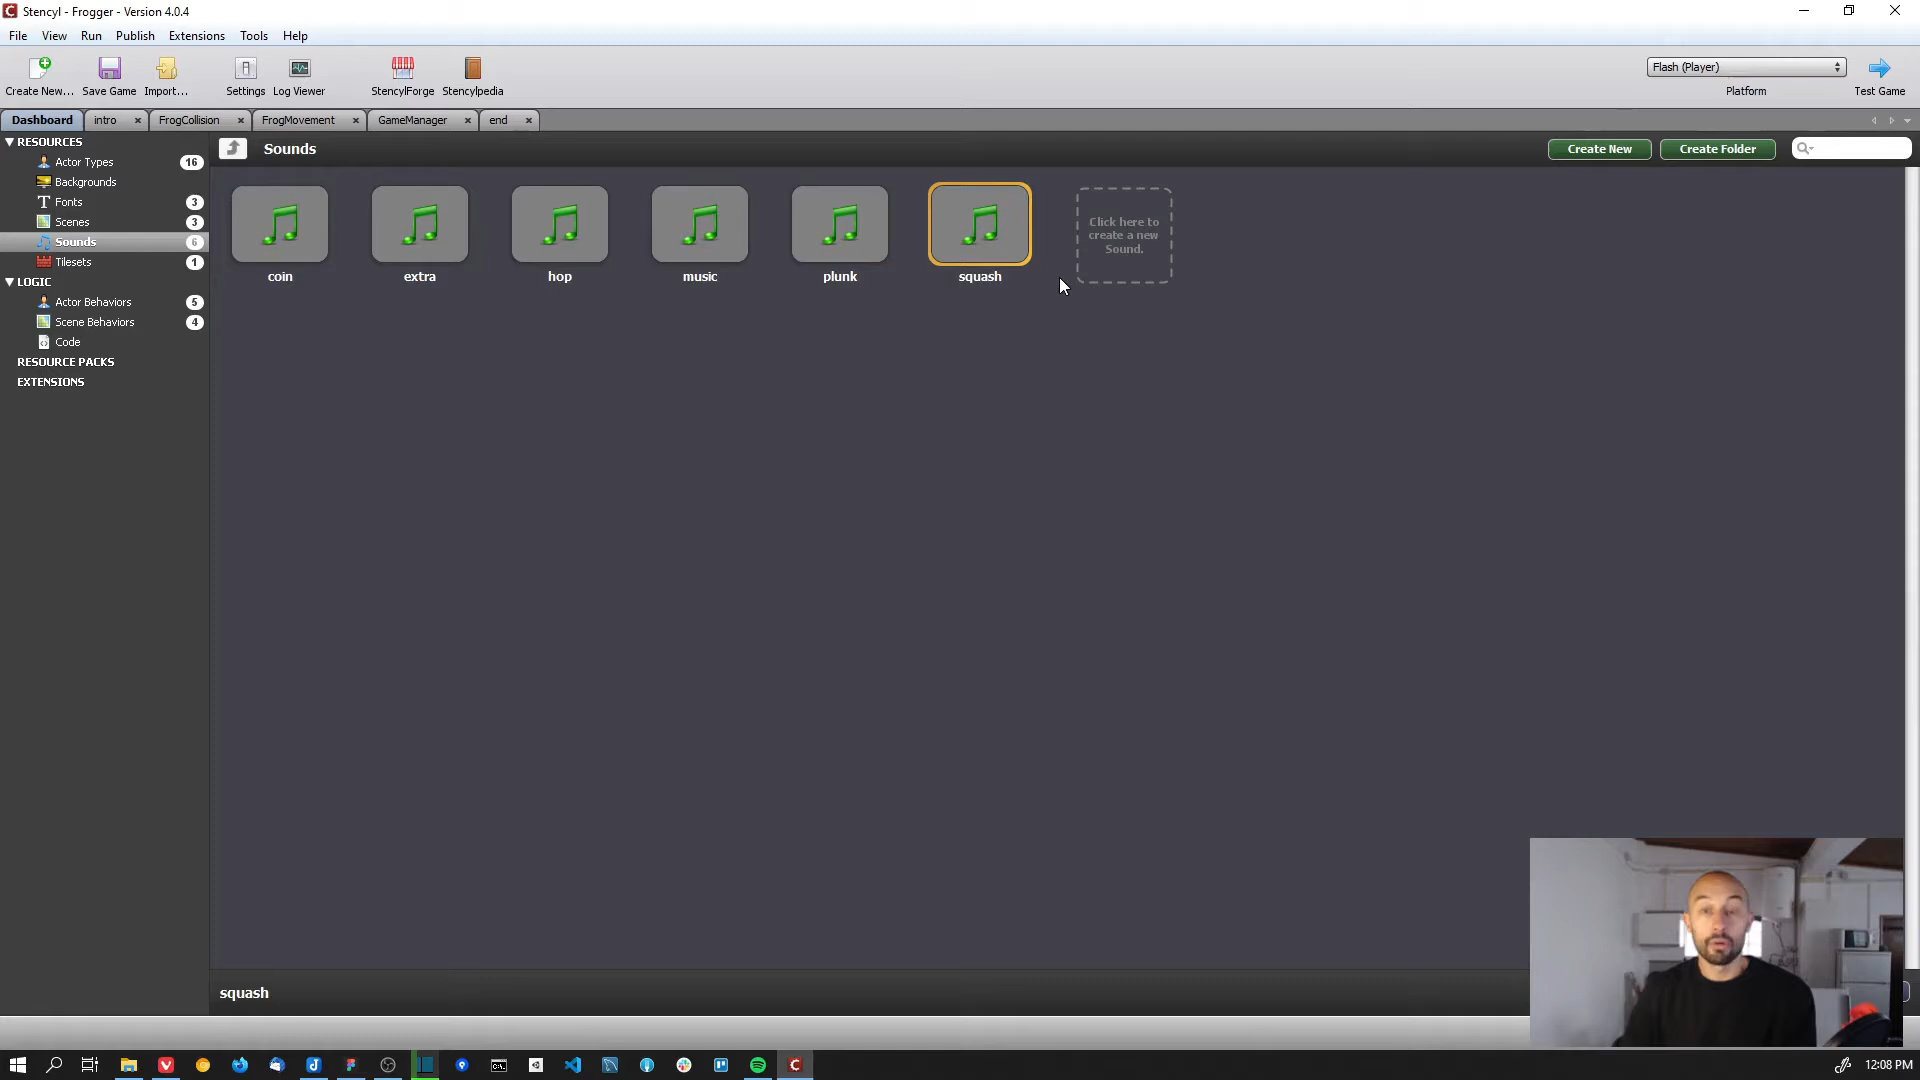 Stencyl - Frogger - Version 4.0.4
File View Run Publish Extensions Tools Help
Create New... Save Game Import... Settings Log Viewer StencylForge Stencylpedia
Flash (Player)
Platform
Test Game
Dashboard intro FrogCollision FrogMovement GameManager end
RESOURCES
Actor Types 16
Backgrounds
Fonts 3
Scenes 3
Sounds 6
Tilesets 1
LOGIC
Actor Behaviors 5
Scene Behaviors 4
Code
RESOURCE PACKS
EXTENSIONS
Sounds
Create New
Create Folder
coin
extra
hop
music
plunk
squash
Click here to
create a new
Sound.
squash
12:08 PM